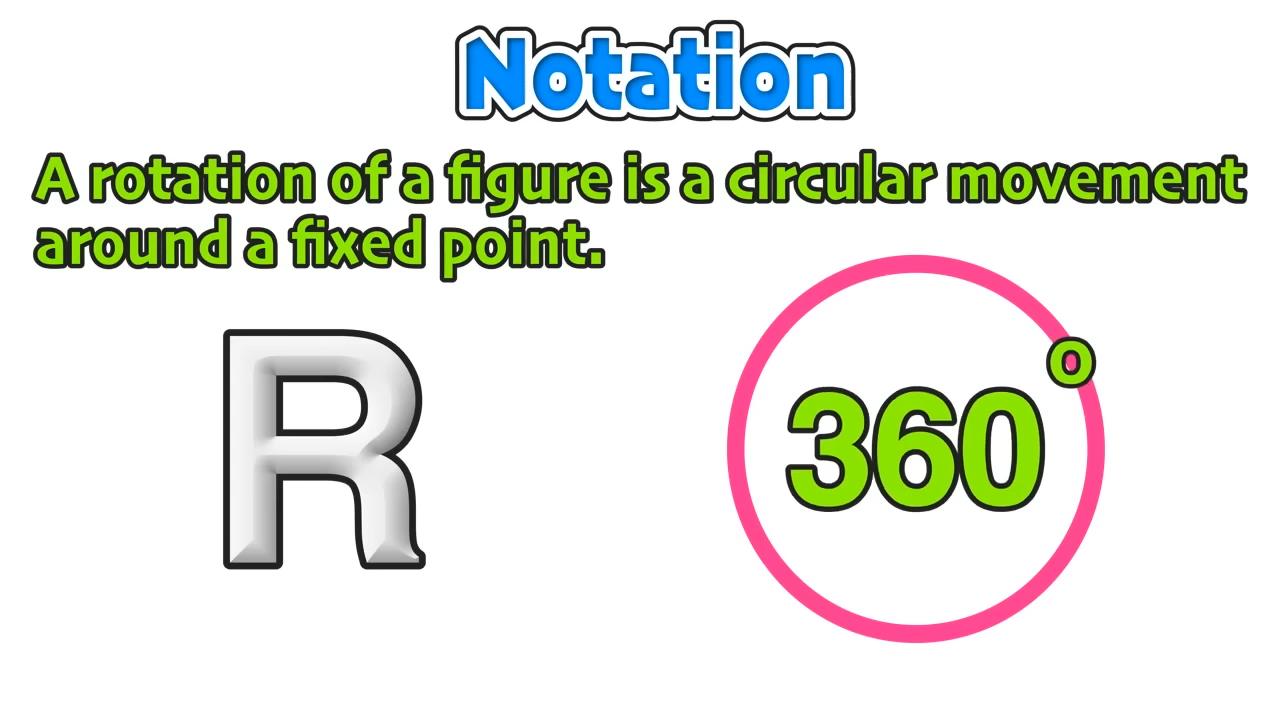 Notation
A rotation of a figure is a circular movement
around a fixed point.
R
360°